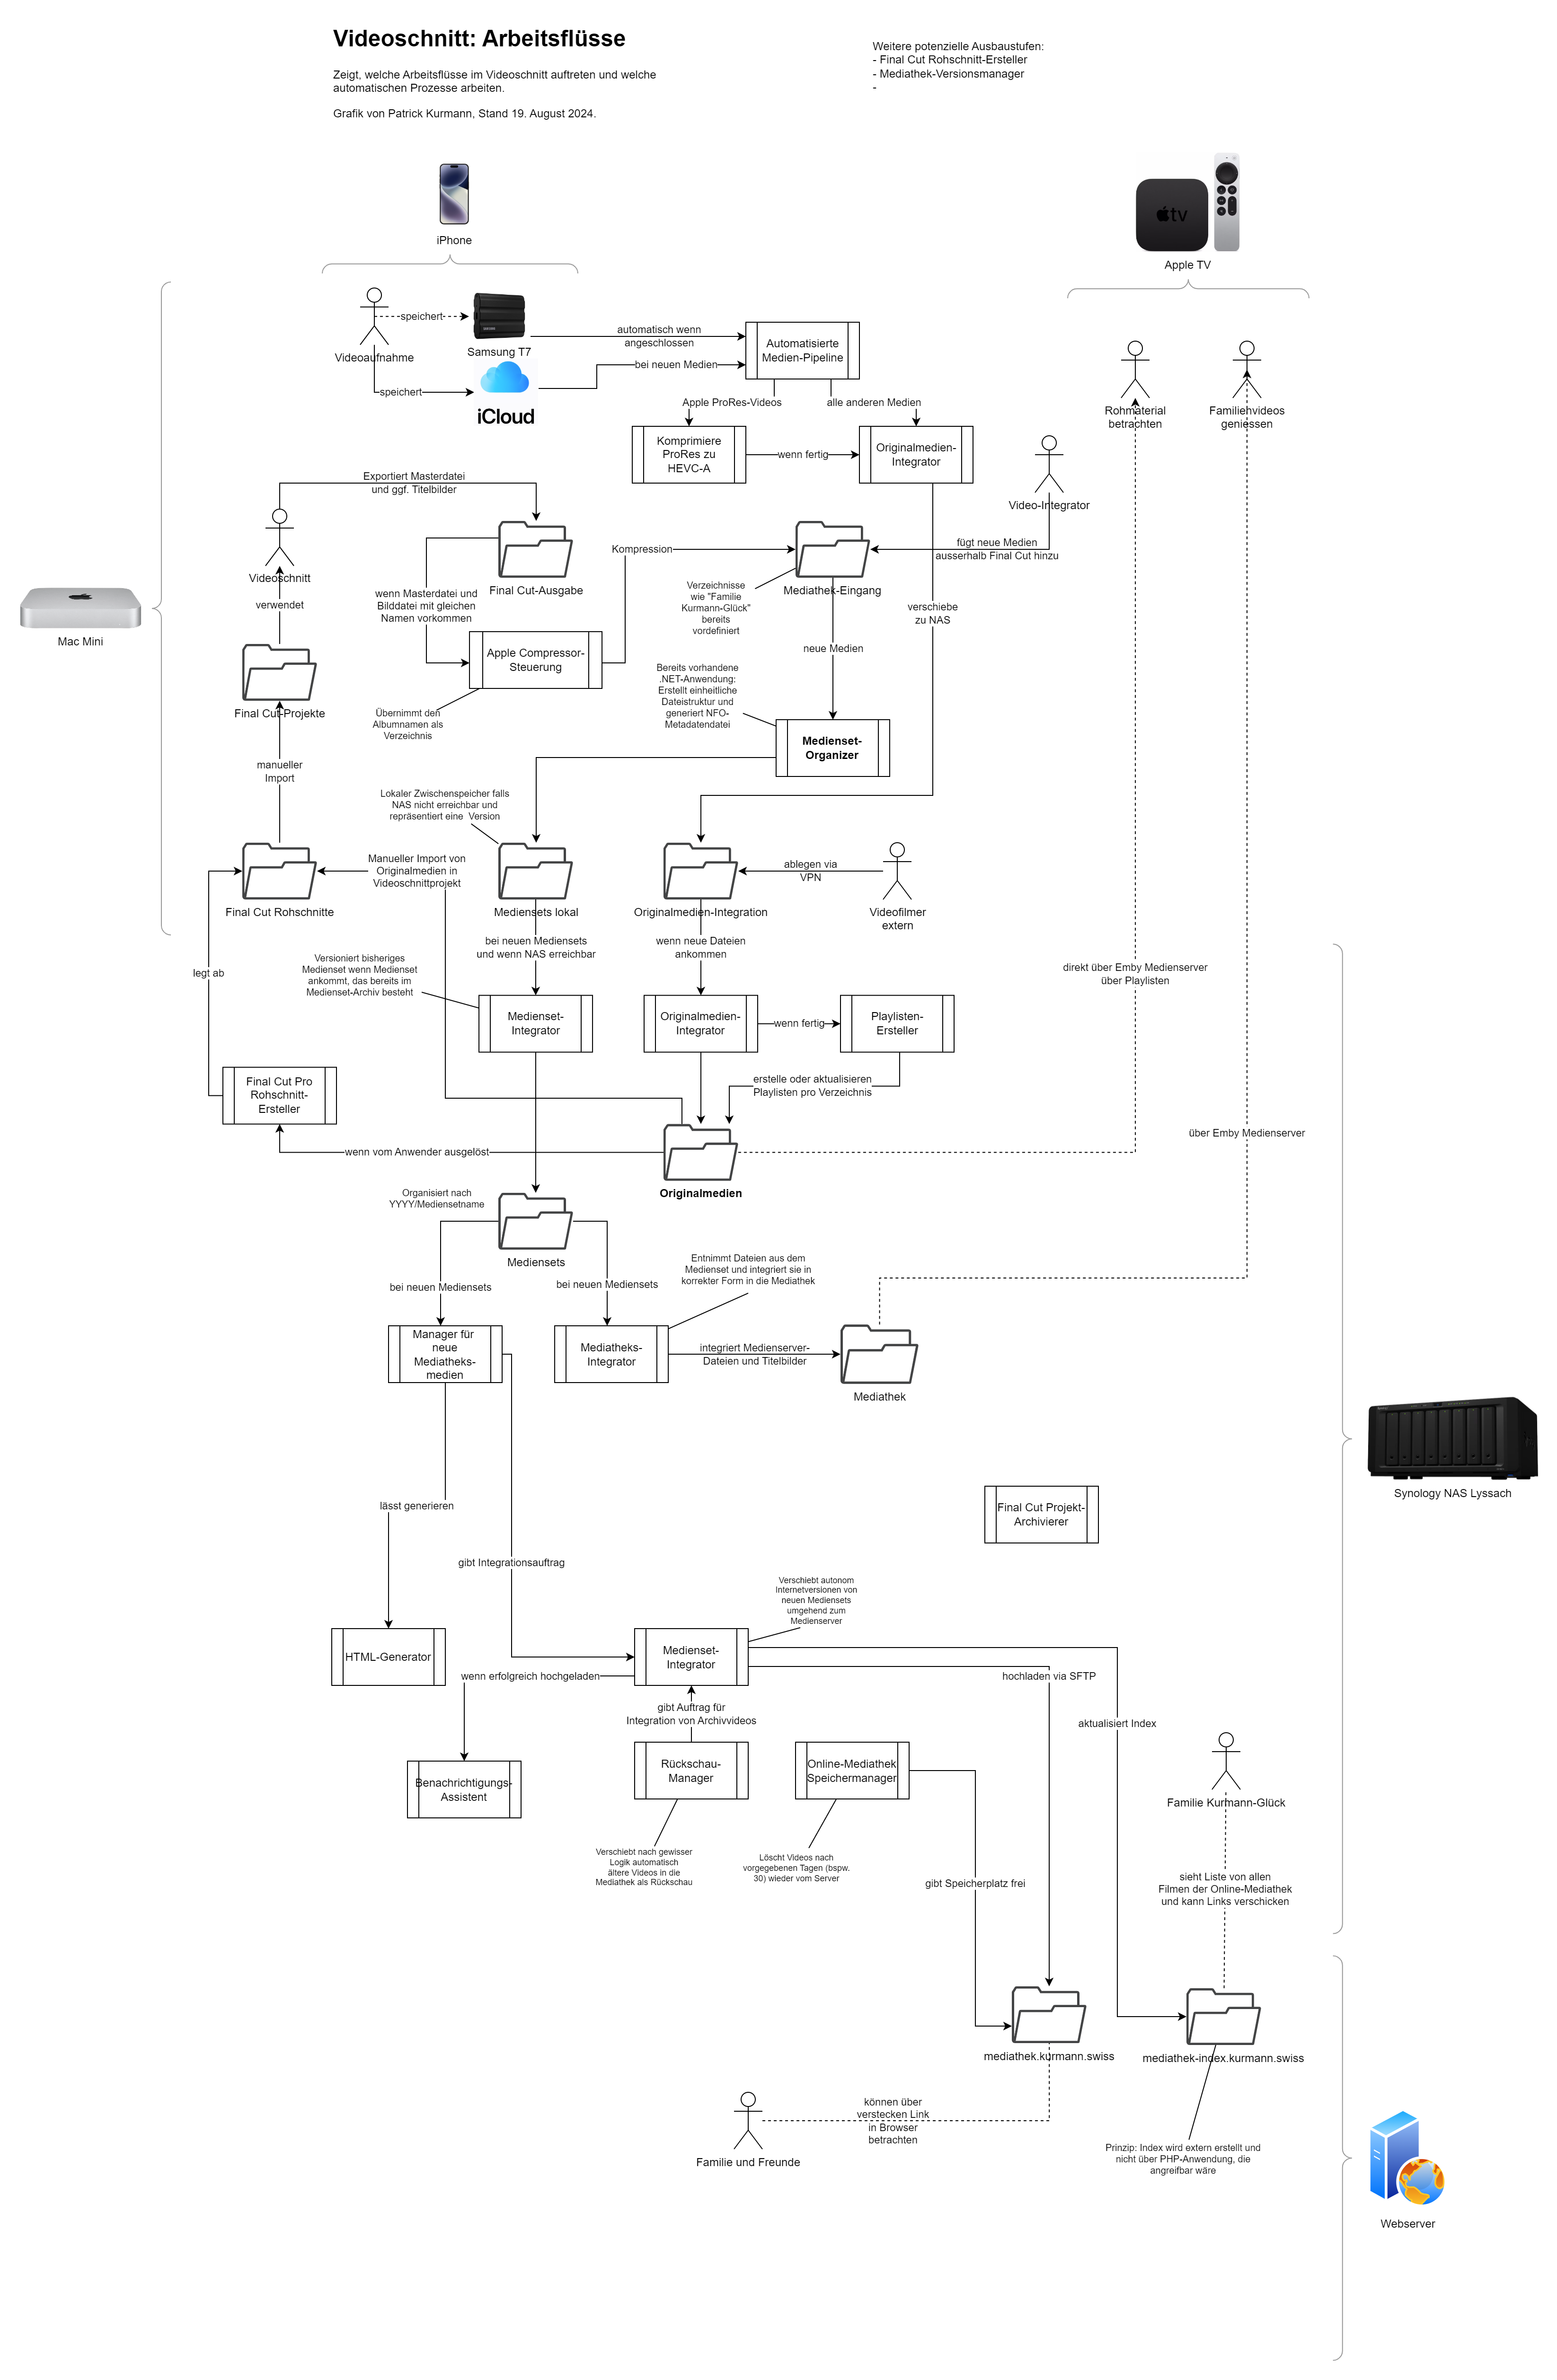 Videoschnitt: Arbeitsflüsse
Zeigt, welche Arbeitsflüsse im Videoschnitt auftreten und welche
automatischen Prozesse arbeiten.
Grafik von Patrick Kurmann, Stand 19. August 2024.
Weitere potenzielle Ausbaustufen:
- Final Cut Rohschnitt-Ersteller
- Mediathek-Versionsmanager
-
iPhone
tv
Apple TV
speichert
Videoaufnahme
Samsung T7
speichert
iCloud
automatisch wenn
angeschlossen
bei neuen Medien
Automatisierte
Medien-Pipeline
Apple ProRes-Videos
alle anderen Medien
Komprimiere
ProRes zu
HEVC-A
wenn fertig
Originalmedien-
Integrator
Rohmaterial
betrachten
Familienvideos
geniessen
Video-Integrator
Exportiert Masterdatei
und ggf. Titelbilder
Videoschnitt
verwendet
Final Cut-Ausgabe
Kompression
Mediathek-Eingang
fügt neue Medien
ausserhalb Final Cut hinzu
wenn Masterdatei und
Bilddatei mit gleichen
Namen vorkommen
Verzeichnisse
wie "Familie
Kurmann-Glück"
bereits
vordefiniert
verschiebe
zu NAS
Mac Mini
Apple Compressor-
Steuerung
neue Medien
Final Cut-Projekte
Übernimmt den
Albumnamen als
Verzeichnis
Bereits vorhandene
.NET-Anwendung:
Erstellt einheitliche
Dateistruktur und
generiert NFO-
Metadatendatei
Medienset-
Organizer
manueller
Import
Lokaler Zwischenspeicher falls
NAS nicht erreichbar und
repräsentiert eine  Version
Manueller Import von
Originalmedien in
Videoschnittprojekt
Final Cut Rohschnitte
Mediensets lokal
Originalmedien-Integration
ablegen via
VPN
Videofilmer
extern
bei neuen Mediensets
und wenn NAS erreichbar
wenn neue Dateien
ankommen
legt ab
Versioniert bisheriges
Medienset wenn Medienset
ankommt, das bereits im
Medienset-Archiv besteht
direkt über Emby Medienserver
über Playlisten
Medienset-
Integrator
Originalmedien-
Integrator
wenn fertig
Playlisten-
Ersteller
Final Cut Pro
Rohschnitt-
Ersteller
erstelle oder aktualisieren
Playlisten pro Verzeichnis
über Emby Medienserver
wenn vom Anwender ausgelöst
Originalmedien
Organisiert nach
YYYY/Mediensetname
Mediensets
bei neuen Mediensets
bei neuen Mediensets
Entnimmt Dateien aus dem
Medienset und integriert sie in
korrekter Form in die Mediathek
Manager für
neue
Mediatheks-
medien
Mediatheks-
Integrator
integriert Medienserver-
Dateien und Titelbilder
Mediathek
Synology NAS Lyssach
lässt generieren
Final Cut Projekt-
Archivierer
gibt Integrationsauftrag
Verschiebt autonom
Internetversionen von
neuen Mediensets
umgehend zum
Medienserver
HTML-Generator
Medienset-
Integrator
wenn erfolgreich hochgeladen
hochladen via SFTP
gibt Auftrag für
Integration von Archivvideos
aktualisiert Index
Benachrichtigungs-
Assistent
Rückschau-
Manager
Online-Mediathek
Speichermanager
Familie Kurmann-Glück
Verschiebt nach gewisser
Logik automatisch
ältere Videos in die
Mediathek als Rückschau
Löscht Videos nach
vorgegebenen Tagen (bspw.
30) wieder vom Server
gibt Speicherplatz frei
sieht Liste von allen
Filmen der Online-Mediathek
und kann Links verschicken
mediathek.kurmann.swiss
mediathek-index.kurmann.swiss
können über
verstecken Link
in Browser
betrachten
Familie und Freunde
Prinzip: Index wird extern erstellt und
nicht über PHP-Anwendung, die
angreifbar wäre
Webserver